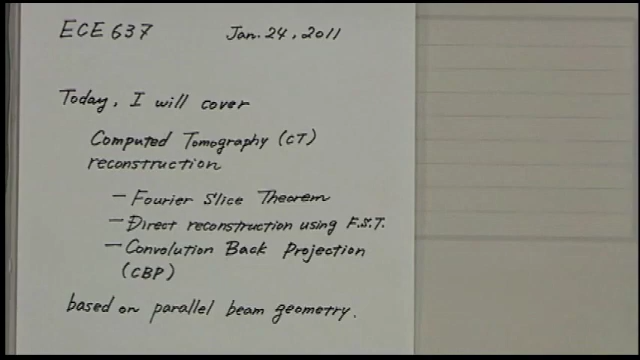 ECE 637 Jan. 24, 2011
Today, I will cover
Computed Tomography (CT)
reconstruction
- Fourier Slice Theorem
- Direct reconstruction using F.S.T.
- Convolution Back Projection
(CBP)
based on parallel beam geometry.